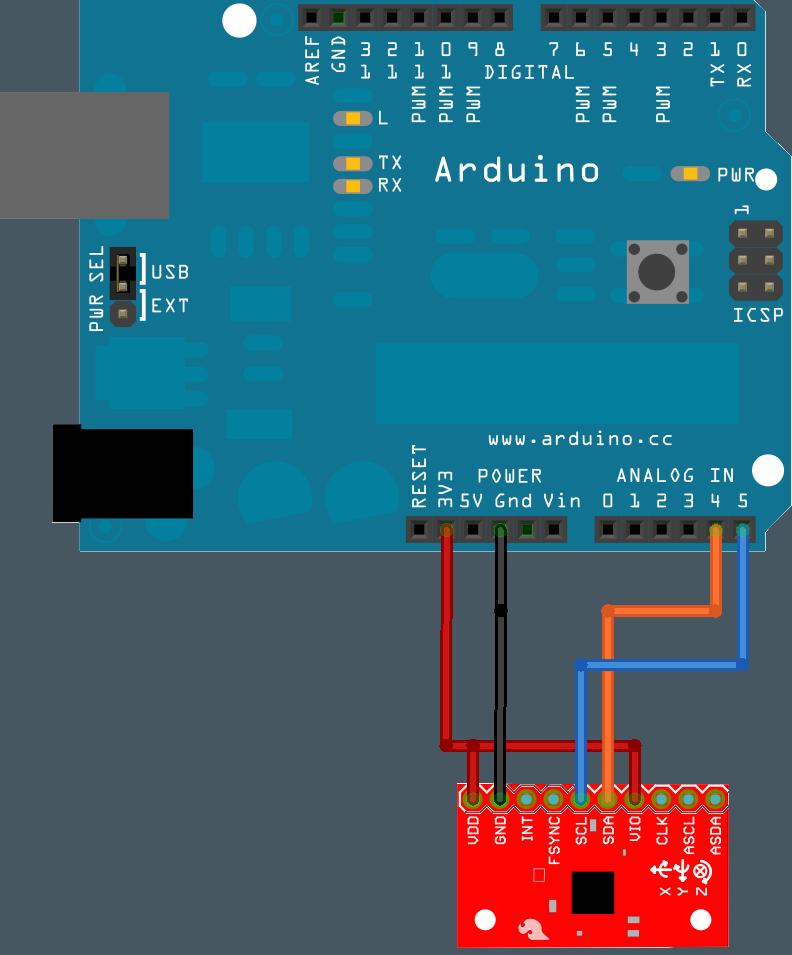 AREF GND 13 12 11 10 9 8 7 6 5 4 3 2 1 0
TX RX
DIGITAL
PWM PWM PWM PWM PWM PWM
L
TX
RX
Arduino
PWR
1
PWR SEL
USB
EXT
ICSP
www.arduino.cc
POWER
ANALOG IN
RESET 3V3 5V Gnd Vin 0 1 2 3 4 5
VDD GND INT FSYNC SCL SDA VIO CLK ASCL ASDA
X Y Z